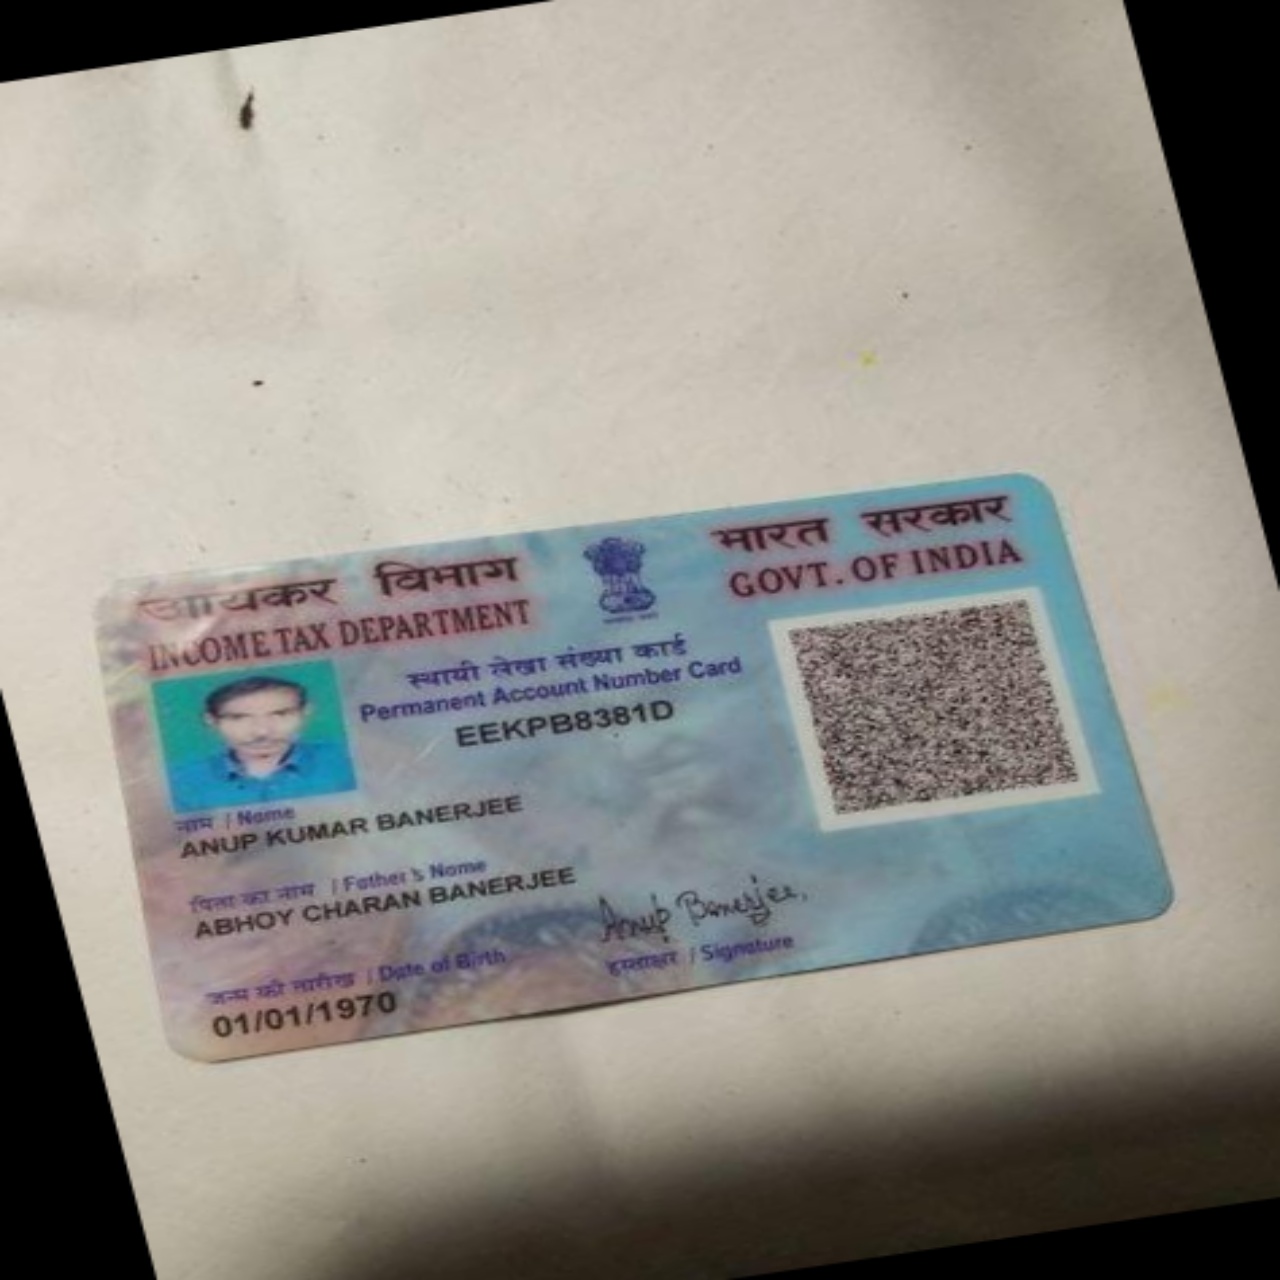 आयकर विभाग
INCOME TAX DEPARTMENT
भारत सरकार
GOVT. OF INDIA
स्थायी लेखा संख्या कार्ड
Permanent Account Number Card
EEKPB8381D
नाम / Name
ANUP KUMAR BANERJEE
पिता का नाम / Father's Name
ABHOY CHARAN BANERJEE
जन्म की तारीख / Date of Birth
01/01/1970
Anup Banerjee.
हस्ताक्षर / Signature